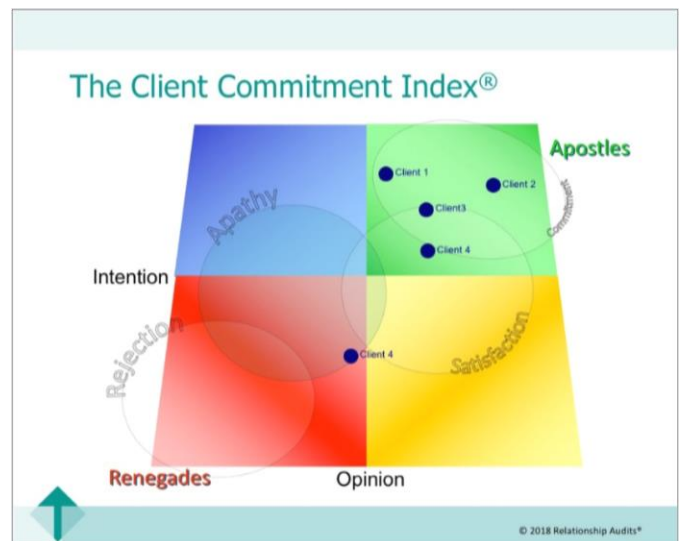 The Client Commitment Index®
Apostles
Client 1
Client 2
Client3
Commitment
Apathy
Client 4
Intention
Rejection
Satisfaction
Client 4
Renegades
Opinion
© 2018 Relationship Audits®